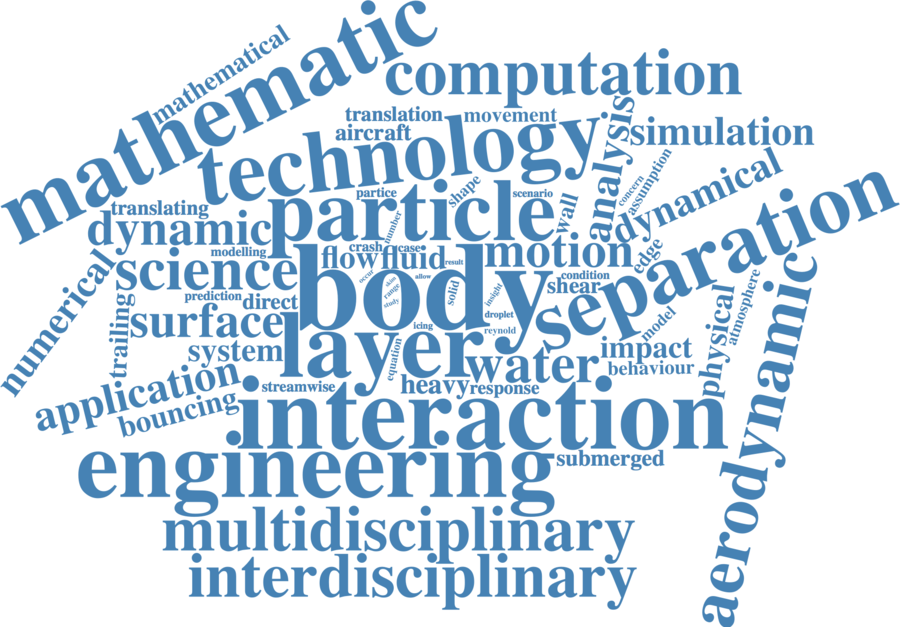 mathematic
mathematical
computation
translation
movement
aircraft
technology
analysis
simulation
assumption
concern
partice
shape
scenario
wall
dynamical
separation
translating
dynamic
particle
number
modelling
crash
case
flow
fluid
result
motion
edge
science
body
occur
skin
range
study
allow
solid
insight
condition
shear
numerical
trailing
prediction
direct
surface
icing
droplet
reynold
model
physical
atmosphere
aerodynamic
system
layer
equation
water
impact
behaviour
application
streamwise
heavy
response
bouncing
interaction
engineering
submerged
multidisciplinary
interdisciplinary